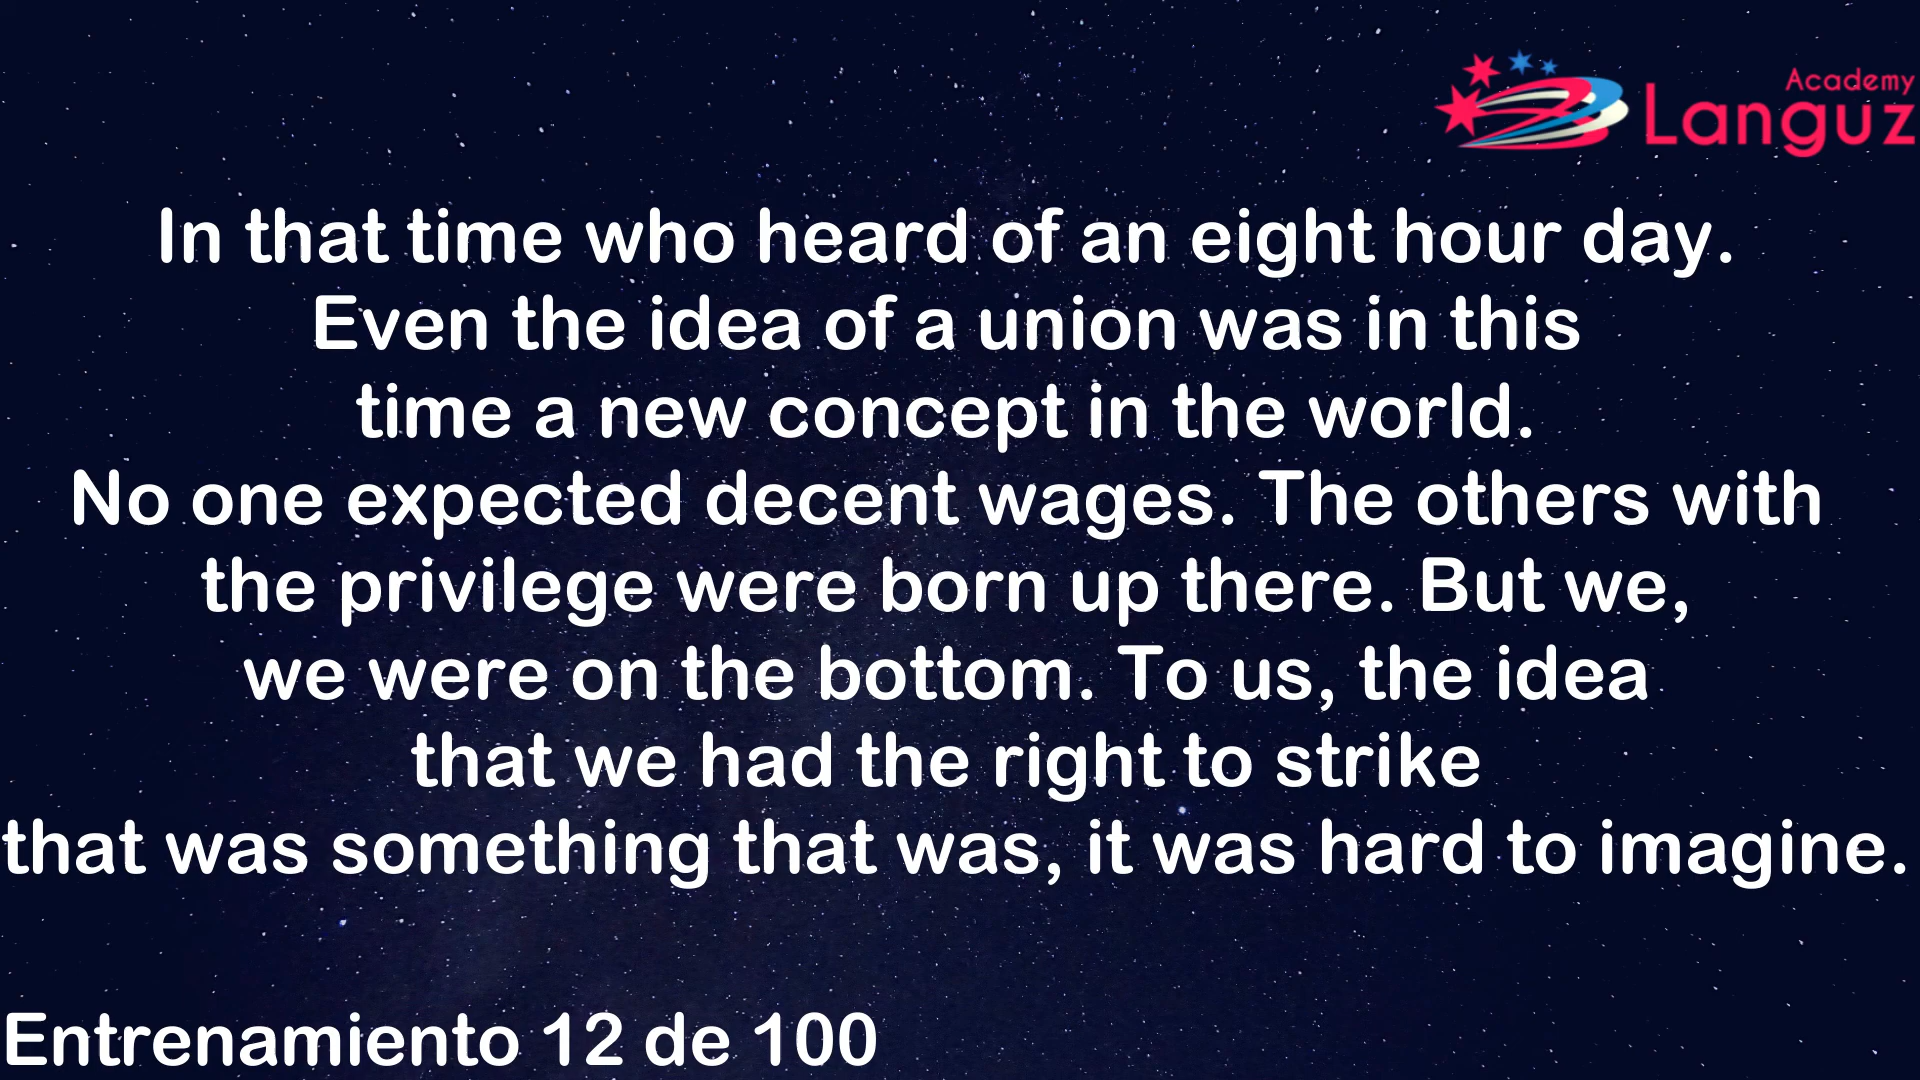 Academy
Languz
In that time who heard of an eight hour day.
Even the idea of a union was in this
time a new concept in the world.
No one expected decent wages. The others with
the privilege were born up there. But we,
we were on the bottom. To us, the idea
that we had the right to strike
that was something that was, it was hard to imagine.
Entrenamiento 12 de 100